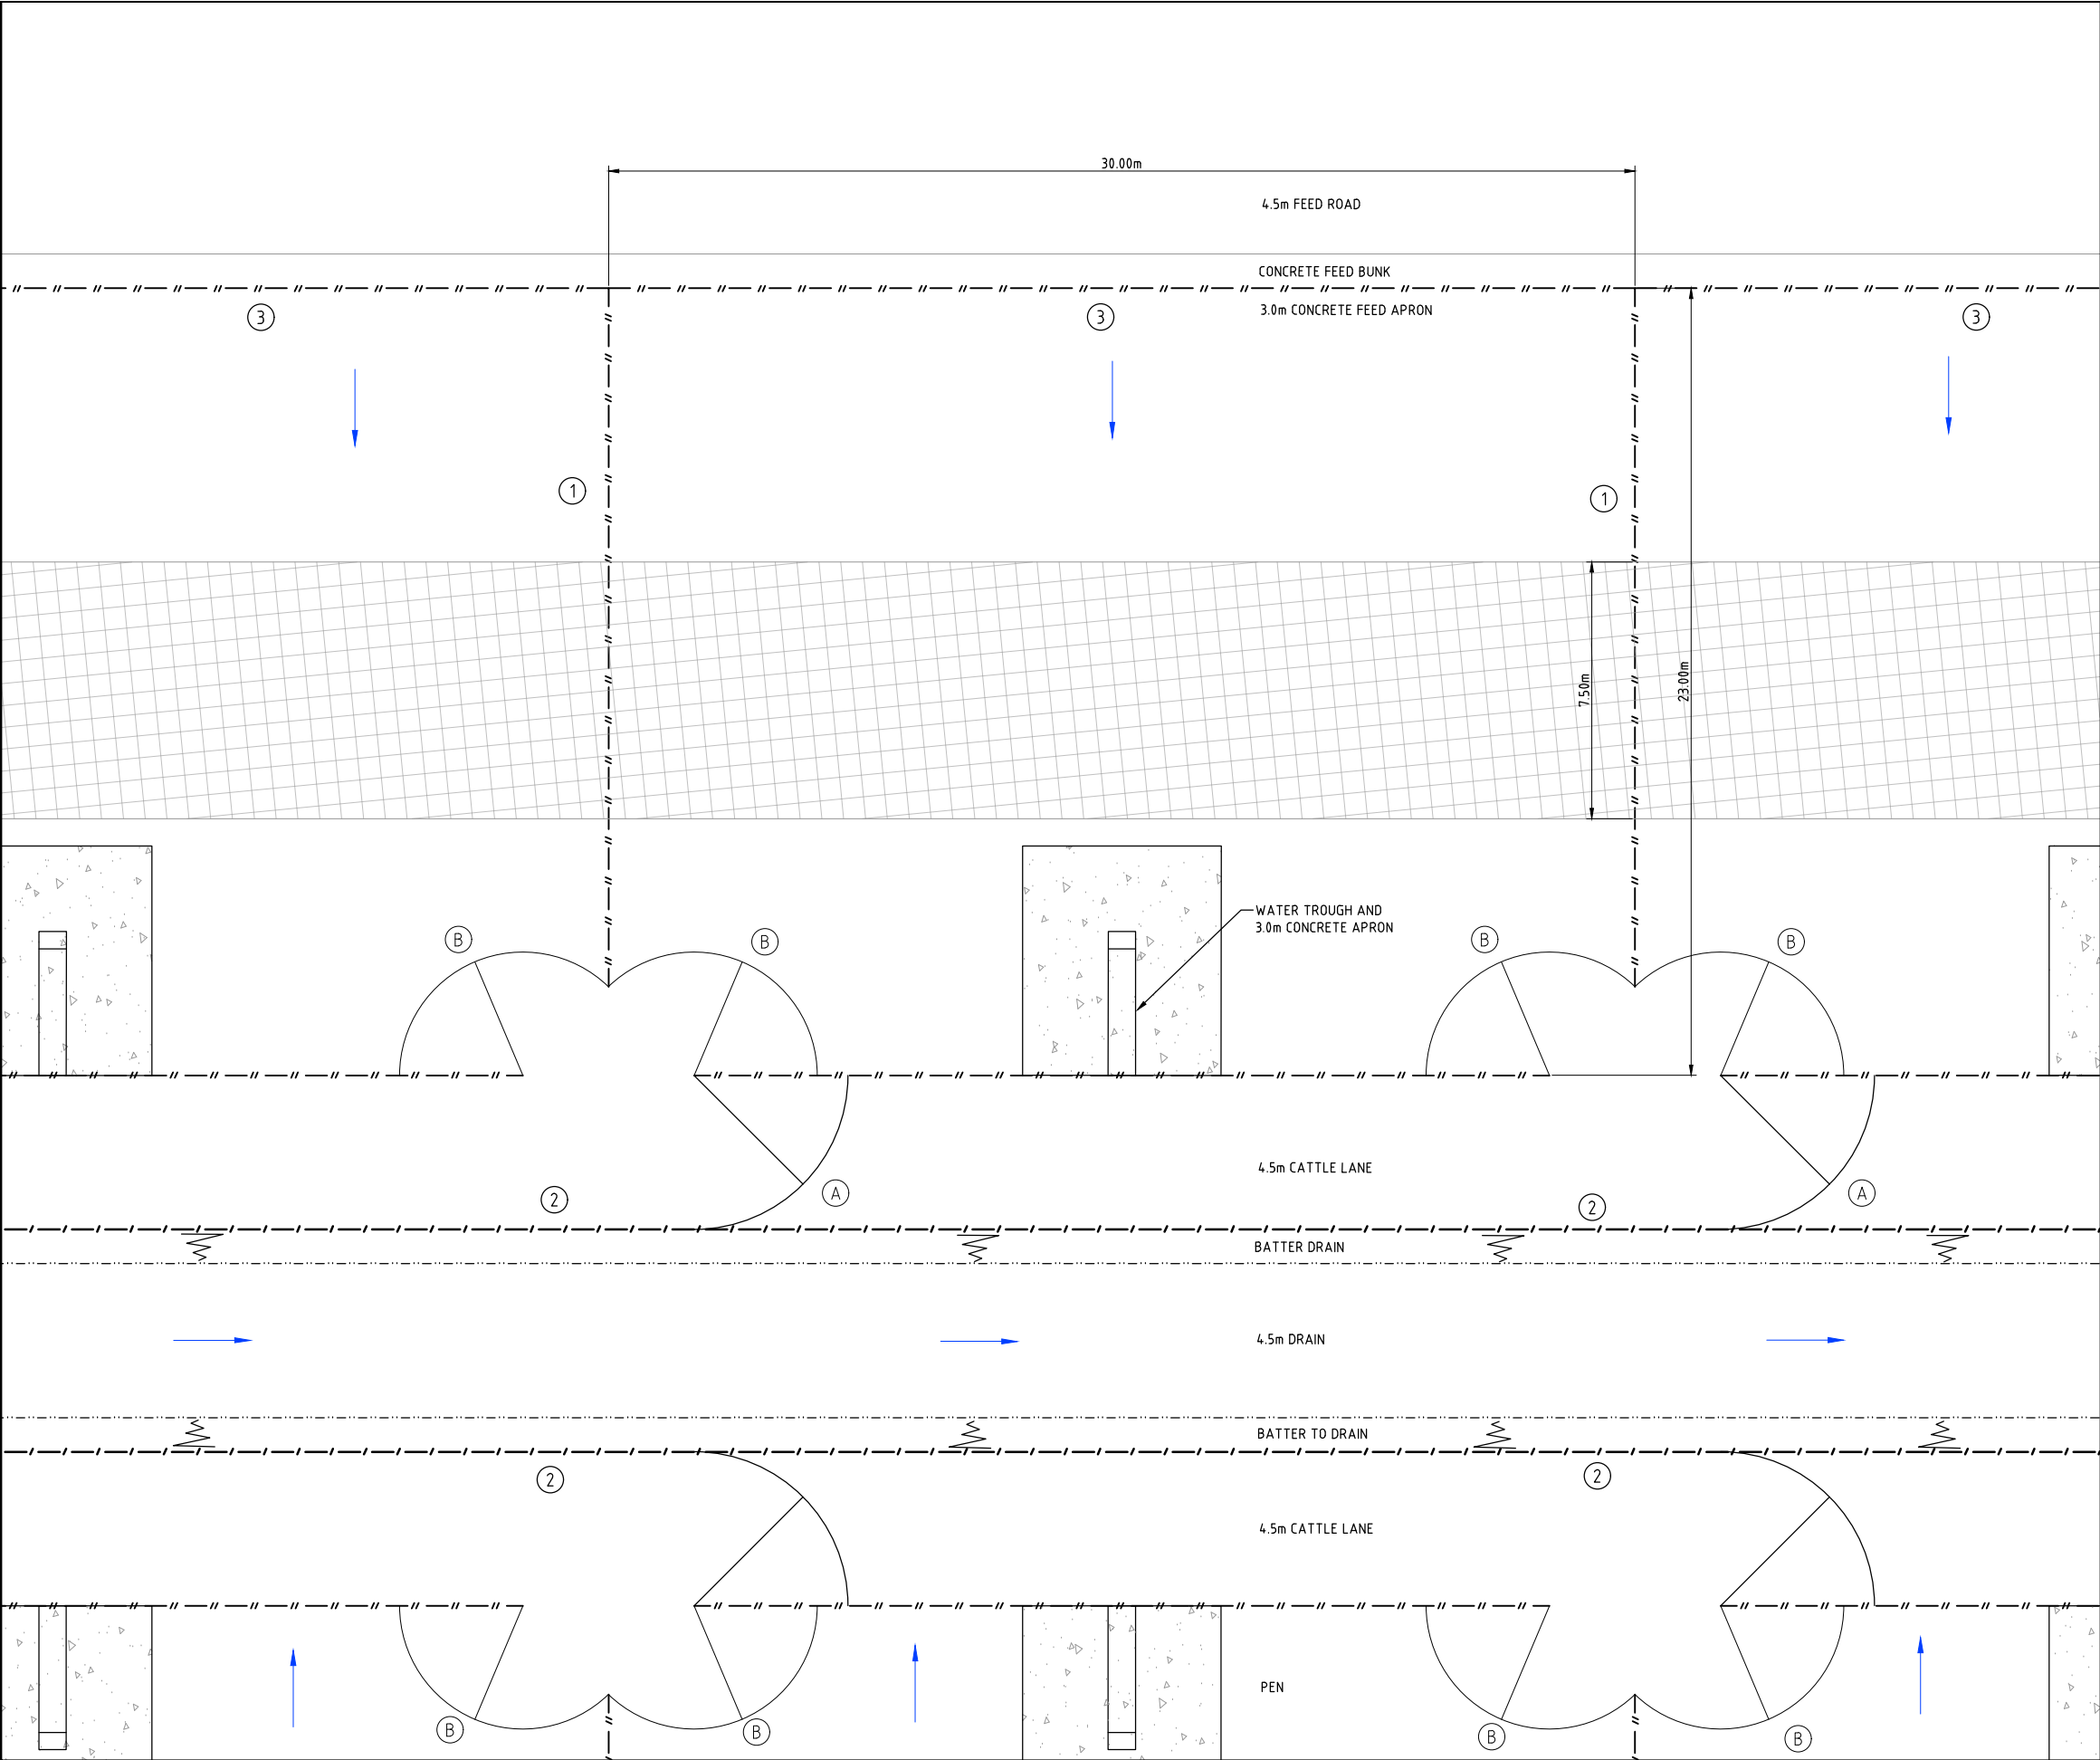 30.00m
4.5m FEED ROAD
CONCRETE FEED BUNK
3 3 3
3.0m CONCRETE FEED APRON
1 1
7.50m
23.00m
WATER TROUGH AND
3.0m CONCRETE APRON
B B B B
4.5m CATTLE LANE
A A
2 2
BATTER DRAIN
4.5m DRAIN
BATTER TO DRAIN
2 2
4.5m CATTLE LANE
PEN
B B B B